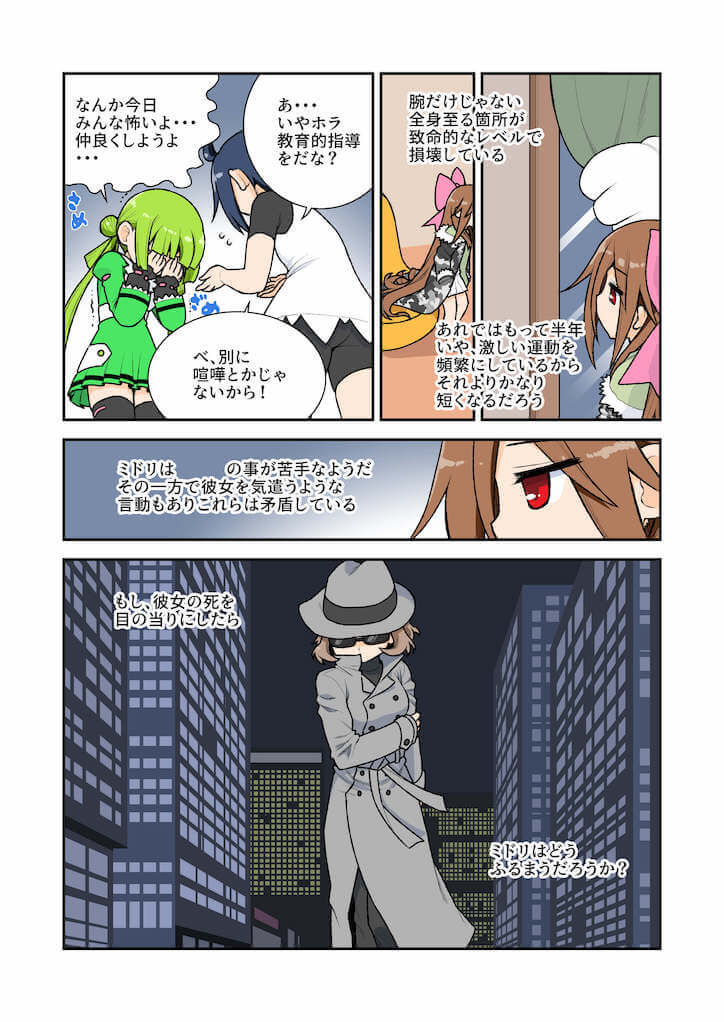 腕だけじゃない
全身至る箇所が
致命的なレベルで
損壊している
あれではもって半年
いや、激しい運動を
頻繁にしているから
それよりかなり
短くなるだろう
あ・・・
いやホラ
教育的指導
をだな？
なんか今日
みんな怖いよ・・・
仲良くしようよ
・・・
さめ
ざめ
べ、別に
喧嘩とかじゃ
ないから！
ミドリは　　　の事が苦手なようだ
その一方で彼女を気遣うような
言動もありこれらは矛盾している
もし、彼女の死を
目の当りにしたら
ミドリはどう
ふるまうだろうか？